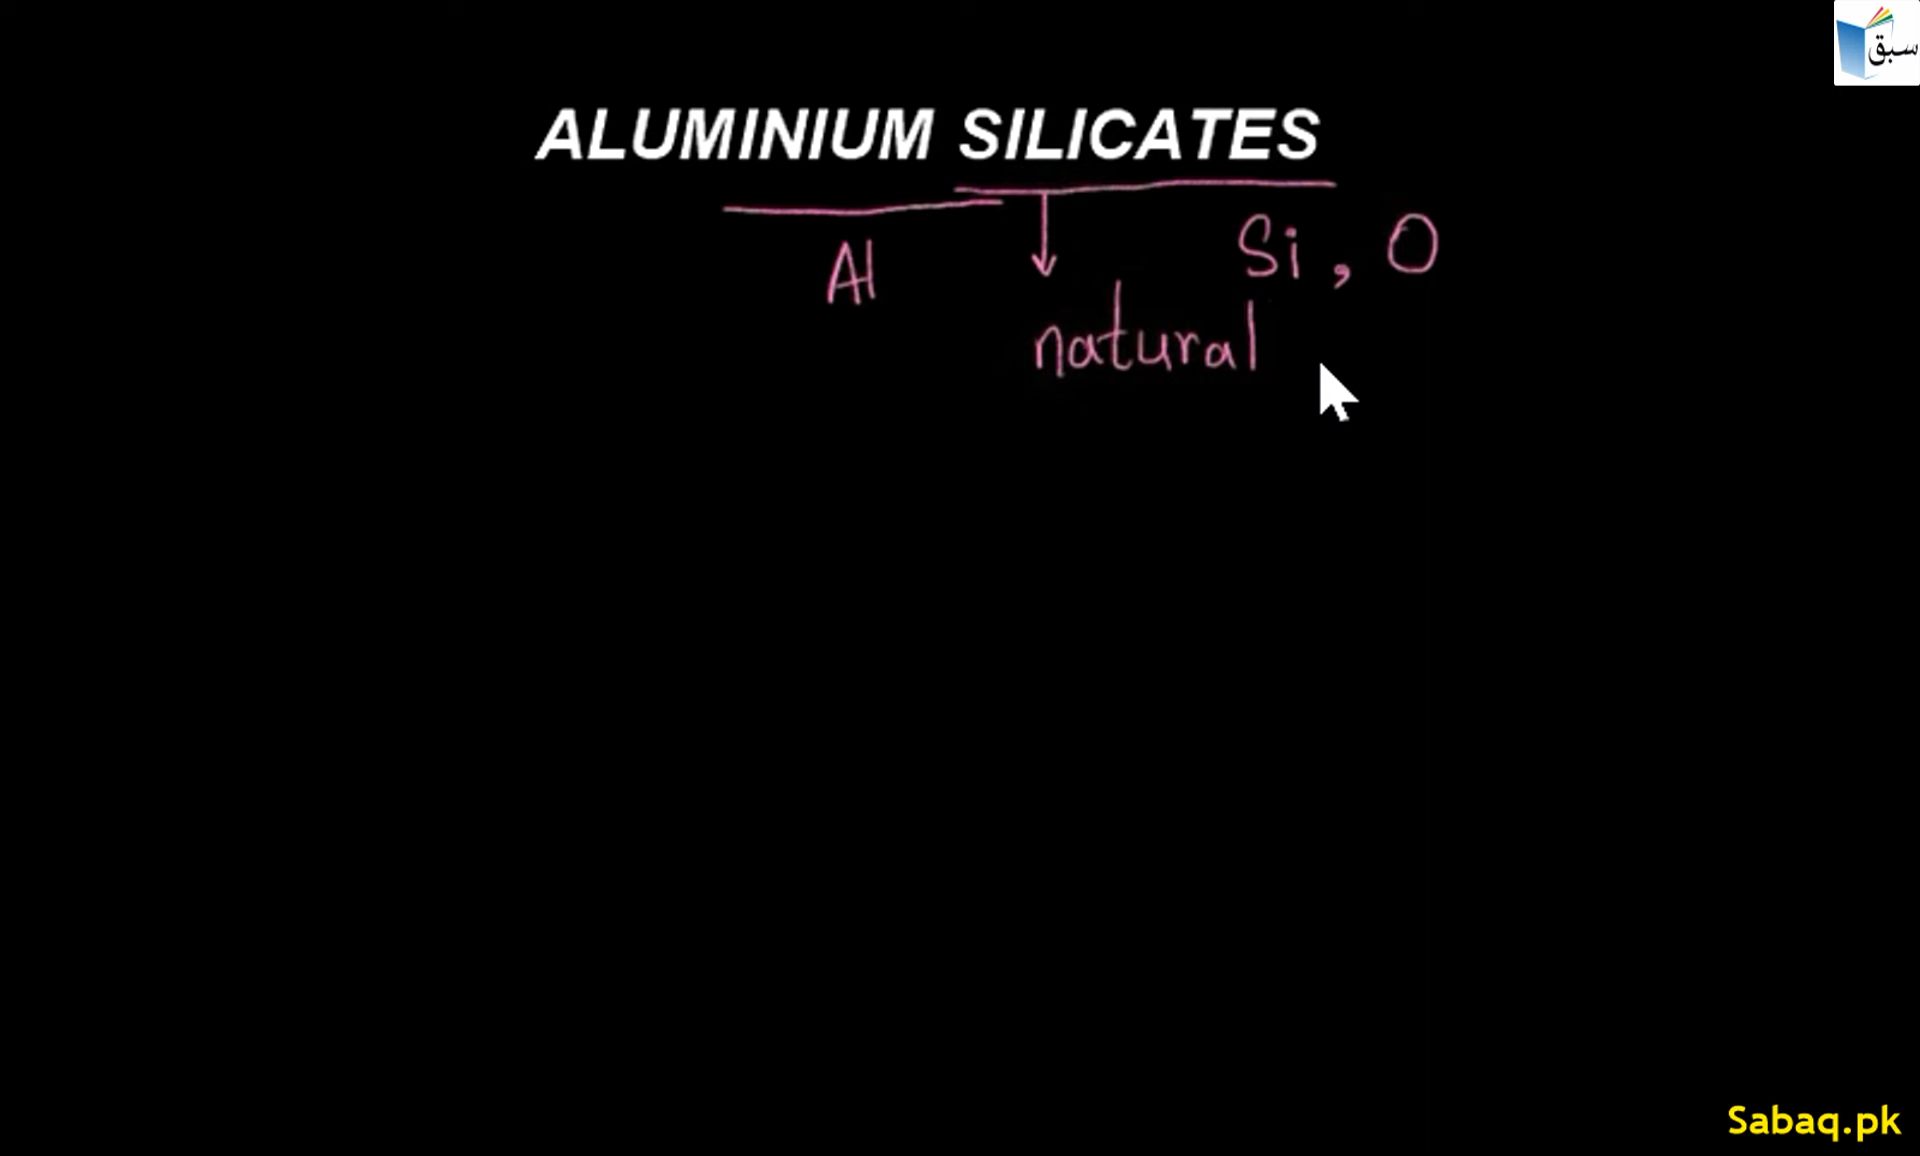 سبق
ALUMINIUM SILICATES
Al
Si, O
natural
Sabaq.pk